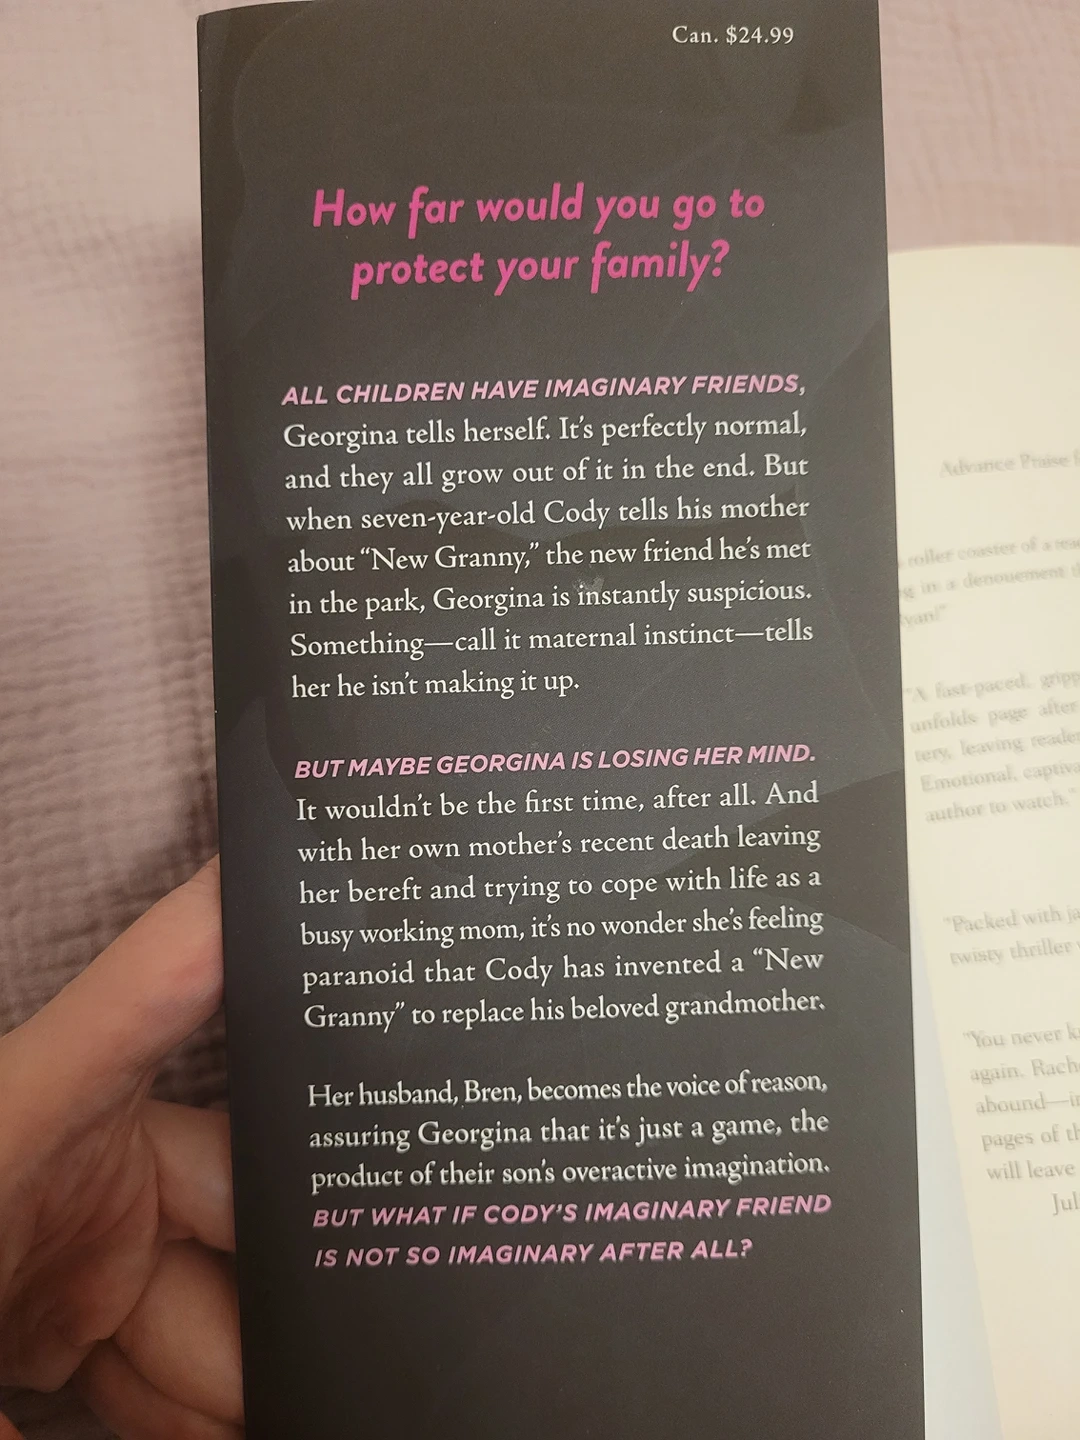 Can. $24.99
How far would you go to
protect your family?
ALL CHILDREN HAVE IMAGINARY FRIENDS,
Georgina tells herself. It's perfectly normal,
and they all grow out of it in the end. But
when seven-year-old Cody tells his mother
about “New Granny,” the new friend he's met
in the park, Georgina is instantly suspicious.
Something—call it maternal instinct—tells
her he isn't making it up.
BUT MAYBE GEORGINA IS LOSING HER MIND.
It wouldn't be the first time, after all. And
with her own mother's recent death leaving
her bereft and trying to cope with life as a
busy working mom, it's no wonder she's feeling
paranoid that Cody has invented a “New
Granny” to replace his beloved grandmother.
Her husband, Bren, becomes the voice of reason,
assuring Georgina that it's just a game, the
product of their son's overactive imagination.
BUT WHAT IF CODY'S IMAGINARY FRIEND
IS NOT SO IMAGINARY AFTER ALL?
Advance Praise
roller coaster of a
in a denouement
"A fast-paced,
unfolds page after
leaving
Emotional,
author to watch."
"Packed with
twisty thriller
"You never
again.
abound—
pages of
will leave